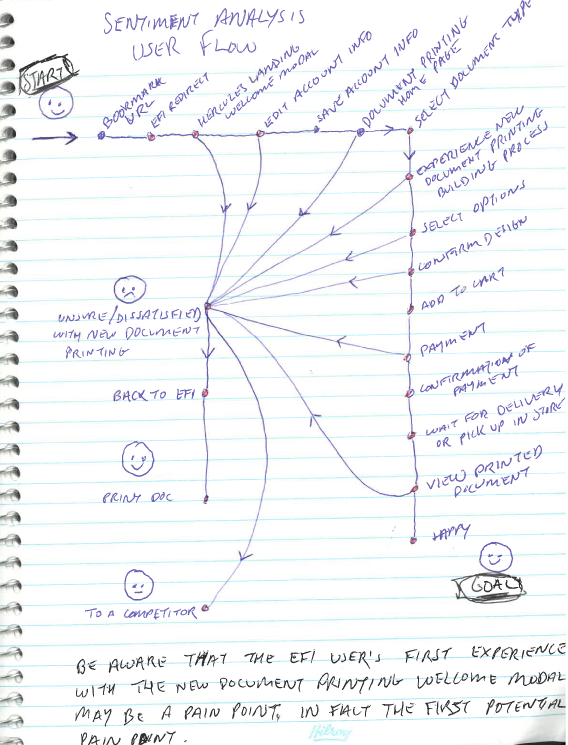 SENTIMENT ANALYSIS
USER FLOW
START!
BOOKMARK
URL
EFI REDIRECT
HERCULES LANDING
WELCOME MODAL
EDIT ACCOUNT INFO
SAVE ACCOUNT INFO
DOCUMENT PRINTING
HOME PAGE
SELECT DOCUMENT TYPE
EXPERIENCE NEW
DOCUMENT PRINTING
BUILDING PROCESS
SELECT OPTIONS
CONFIRM DESIGN
ADD TO CART
PAYMENT
CONFIRMATION OF
PAYMENT
WAIT FOR DELIVERY
OR PICK UP IN STORE
VIEW PRINTED
DOCUMENT
HAPPY
GOAL
UNSURE/DISSATISFIED
WITH NEW DOCUMENT
PRINTING
BACK TO EFI
PRINT DOC
TO A COMPETITOR
BE AWARE THAT THE EFI USER'S FIRST EXPERIENCE
WITH THE NEW DOCUMENT PRINTING WELCOME MODAL
MAY BE A PAIN POINT, IN FACT THE FIRST POTENTIAL
PAIN POINT.
Hilroy